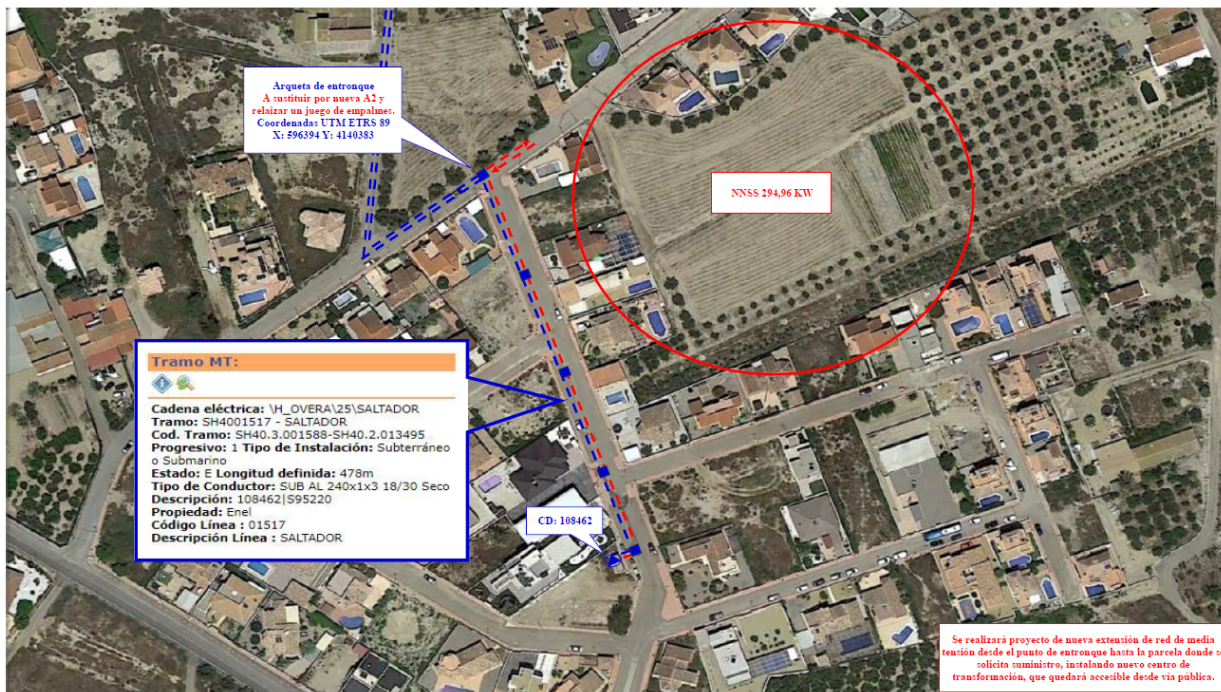 Arqueta de entronque
A sustituir por nueva A2 y
relaizar un juego de empalmes.
Coordenadas UTM ETRS 89
X: 596394 Y: 4140383
NNSS 294,96 KW
Tramo MT:
Cadena eléctrica: \H_OVERA\25\SALTADOR
Tramo: SH4001517 - SALTADOR
Cod. Tramo: SH40.3.001588-SH40.2.013495
Progresivo: 1 Tipo de Instalación: Subterráneo
o Submarino
Estado: E Longitud definida: 478m
Tipo de Conductor: SUB AL 240x1x3 18/30 Seco
Descripción: 108462|S95220
Propiedad: Enel
Código Línea : 01517
Descripción Línea : SALTADOR
CD: 108462
Se realizará proyecto de nueva extensión de red de media
tensión desde el punto de entronque hasta la parcela donde se
solicita suministro, instalando nuevo centro de
transformación, que quedará accesible desde vía pública.